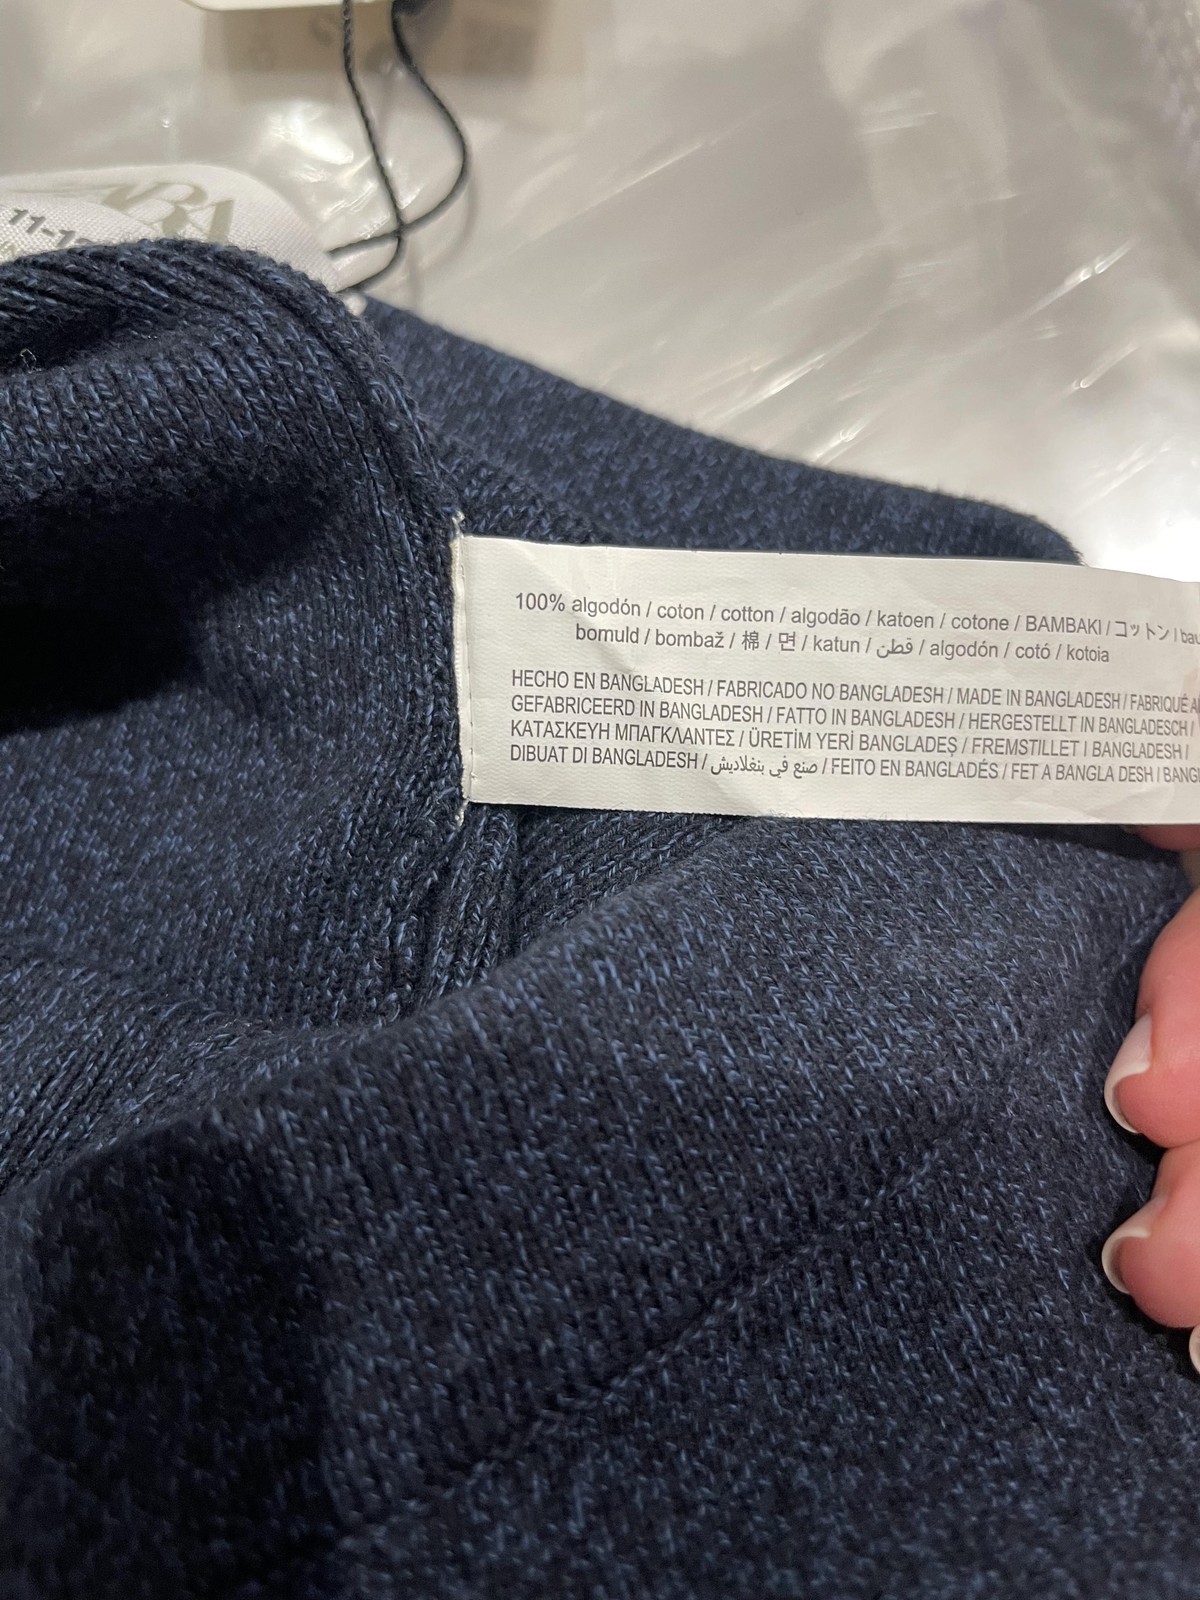 11-1
100% algodón / coton / cotton / algodão / katoen / cotone / BAMBAKI / コットン /
bomuld / bombaž / 棉 / 면 / katun / قطن / algodón / cotó / kotoia
HECHO EN BANGLADESH / FABRICADO NO BANGLADESH / MADE IN BANGLADESH / FABRIQUÉ
GEFABRICEERD IN BANGLADESH / FATTO IN BANGLADESH / HERGESTELLT IN BANGLADESCH /
ΚΑΤΑΣΚΕΥΗ ΜΠΑΓΚΛΑΝΤΕΣ / ÜRETİM YERİ BANGLADEŞ / FREMSTILLET I BANGLADESH /
DIBUAT DI BANGLADESH / صنع في بنغلاديش / FEITO EN BANGLADÉS / FET A BANGLA DESH /